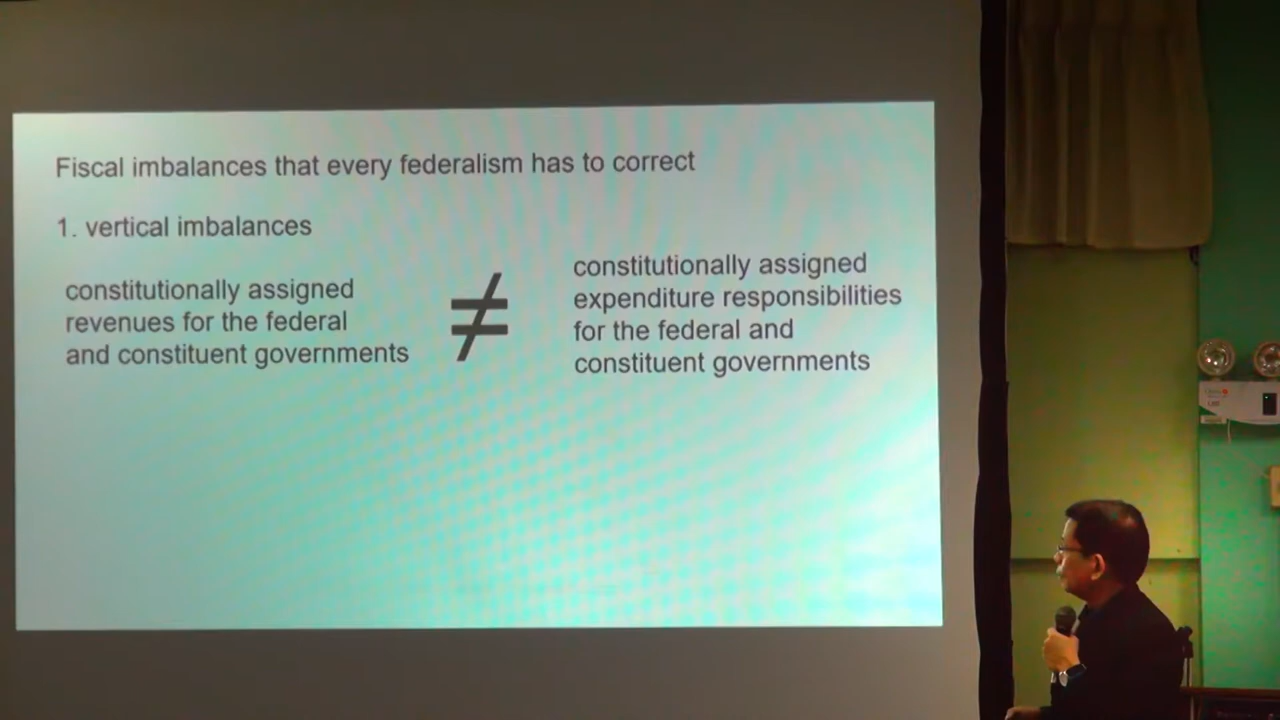 Fiscal imbalances that every federalism has to correct
1. vertical imbalances
constitutionally assigned
revenues for the federal
and constituent governments
≠
constitutionally assigned
expenditure responsibilities
for the federal and
constituent governments